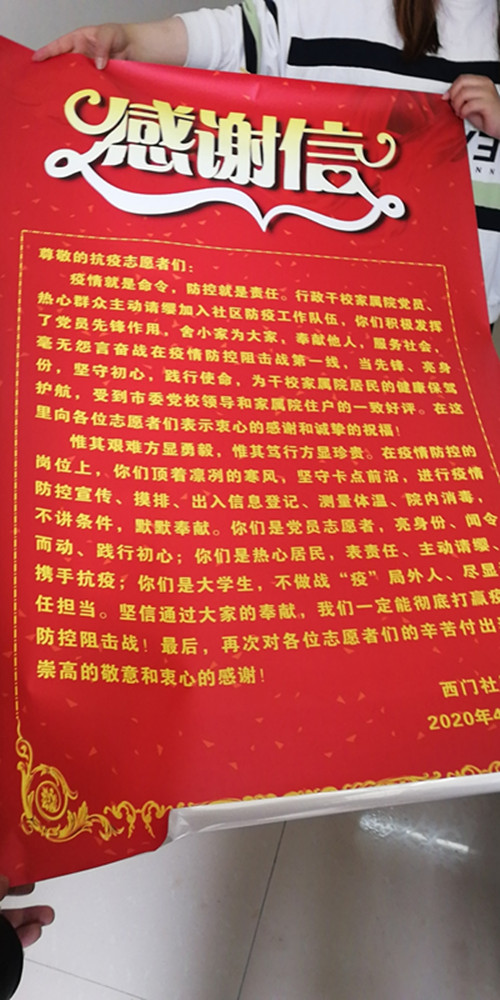 感谢信
尊敬的抗疫志愿者们：
疫情就是命令，防控就是责任。行政干校家属院党员、
热心群众主动请缨加入社区防疫工作队伍，你们积极发挥
了党员先锋作用，舍小家为大家，奉献他人，服务社会，
毫无怨言奋战在疫情防控阻击战第一线，当先锋、亮身
份，坚守初心，践行使命，为干校家属院居民的健康保驾
护航，受到市委党校领导和家属院住户的一致好评。在这
里向各位志愿者们表示衷心的感谢和诚挚的祝福！
惟其艰难方显勇毅，惟其笃行方显珍贵。在疫情防控的
岗位上，你们顶着凛冽的寒风，坚守卡点前沿，进行疫情
防控宣传、摸排、出入信息登记、测量体温、院内消毒，
不讲条件，默默奉献。你们是党员志愿者，亮身份、闻令
而动、践行初心；你们是热心居民，表责任、主动请缨、
携手抗疫；你们是大学生，不做战“疫”局外人、尽显
任担当。坚信通过大家的奉献，我们一定能彻底打赢疫
防控阻击战！最后，再次对各位志愿者们的辛苦付出
崇高的敬意和衷心的感谢！
西门社
2020年4